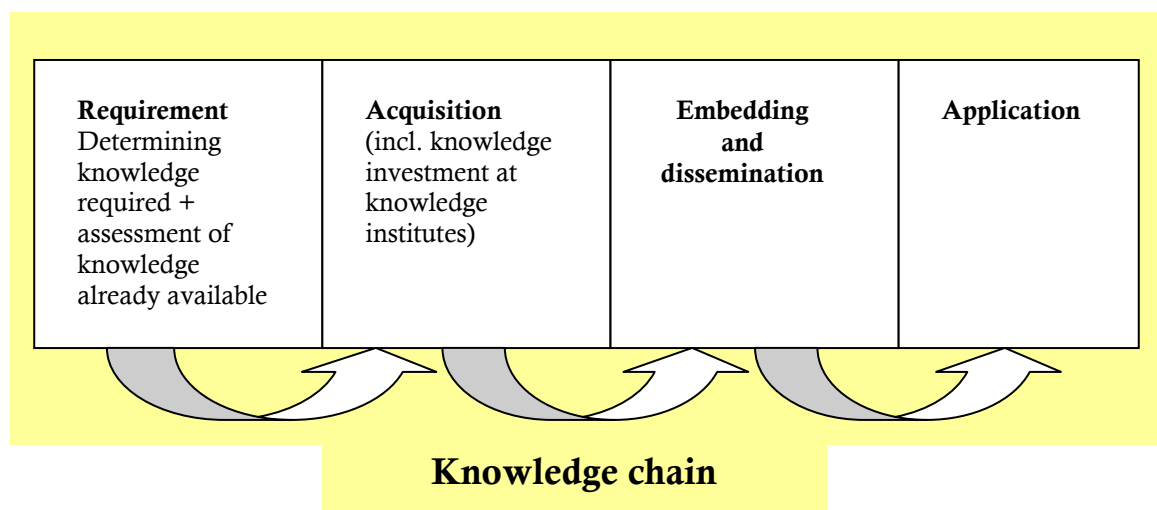 Requirement
Determining
knowledge
required +
assessment of
knowledge
already available
Acquisition
(incl. knowledge
investment at
knowledge
institutes)
Embedding
and
dissemination
Application
Knowledge chain